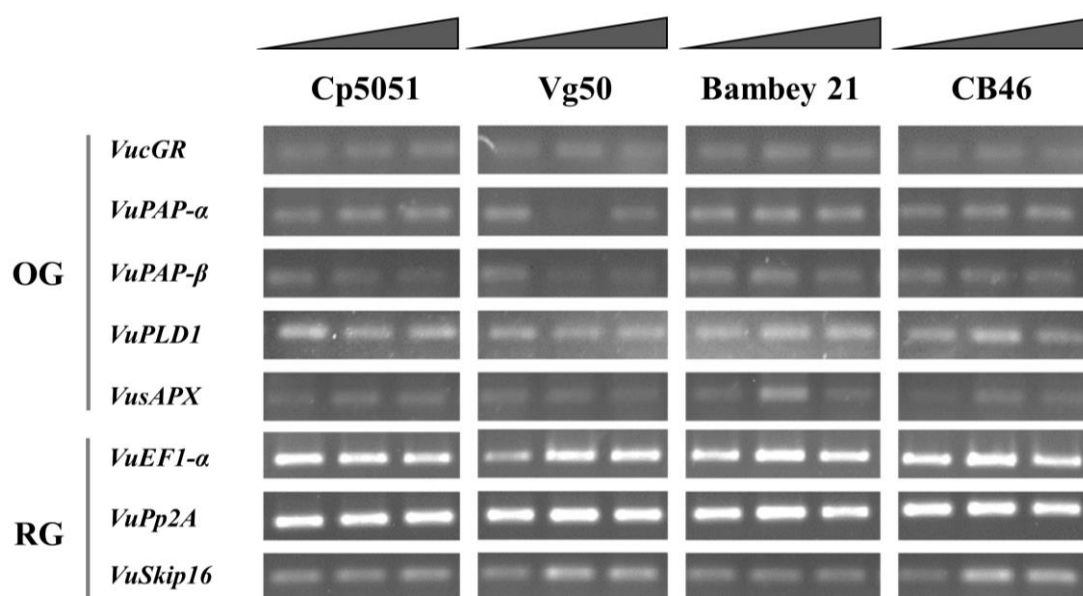 Cp5051 Vg50 Bambey 21 CB46
VucGR
VuPAP-α
OG VuPAP-β
VuPLD1
VusAPX
VuEF1-α
RG VuPp2A
VuSkip16